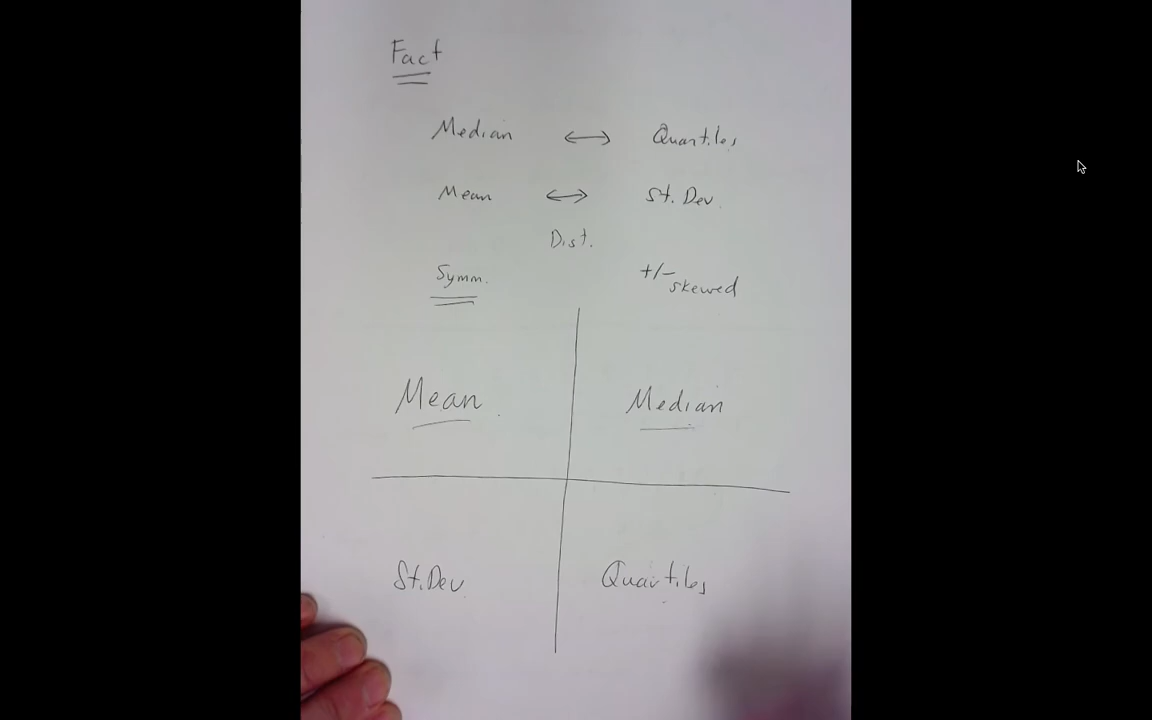 Fact
Median ↔ Quartiles
Mean ↔ St. Dev.
Dist.
Symm. +/- skewed
Mean Median
St. Dev. Quartiles